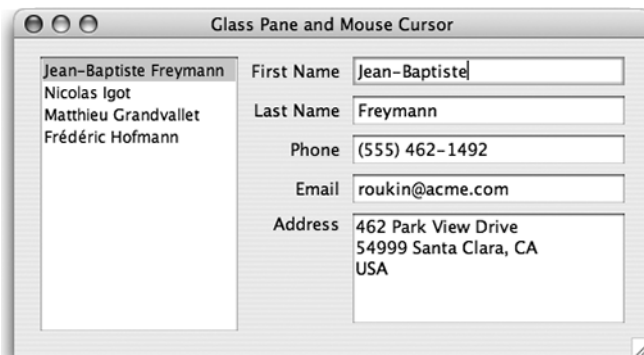 Glass Pane and Mouse Cursor
Jean-Baptiste Freymann
Nicolas Igot
Matthieu Grandvallet
Frédéric Hofmann
First Name Jean-Baptiste
Last Name Freymann
Phone (555) 462-1492
Email roukin@acme.com
Address 462 Park View Drive
54999 Santa Clara, CA
USA